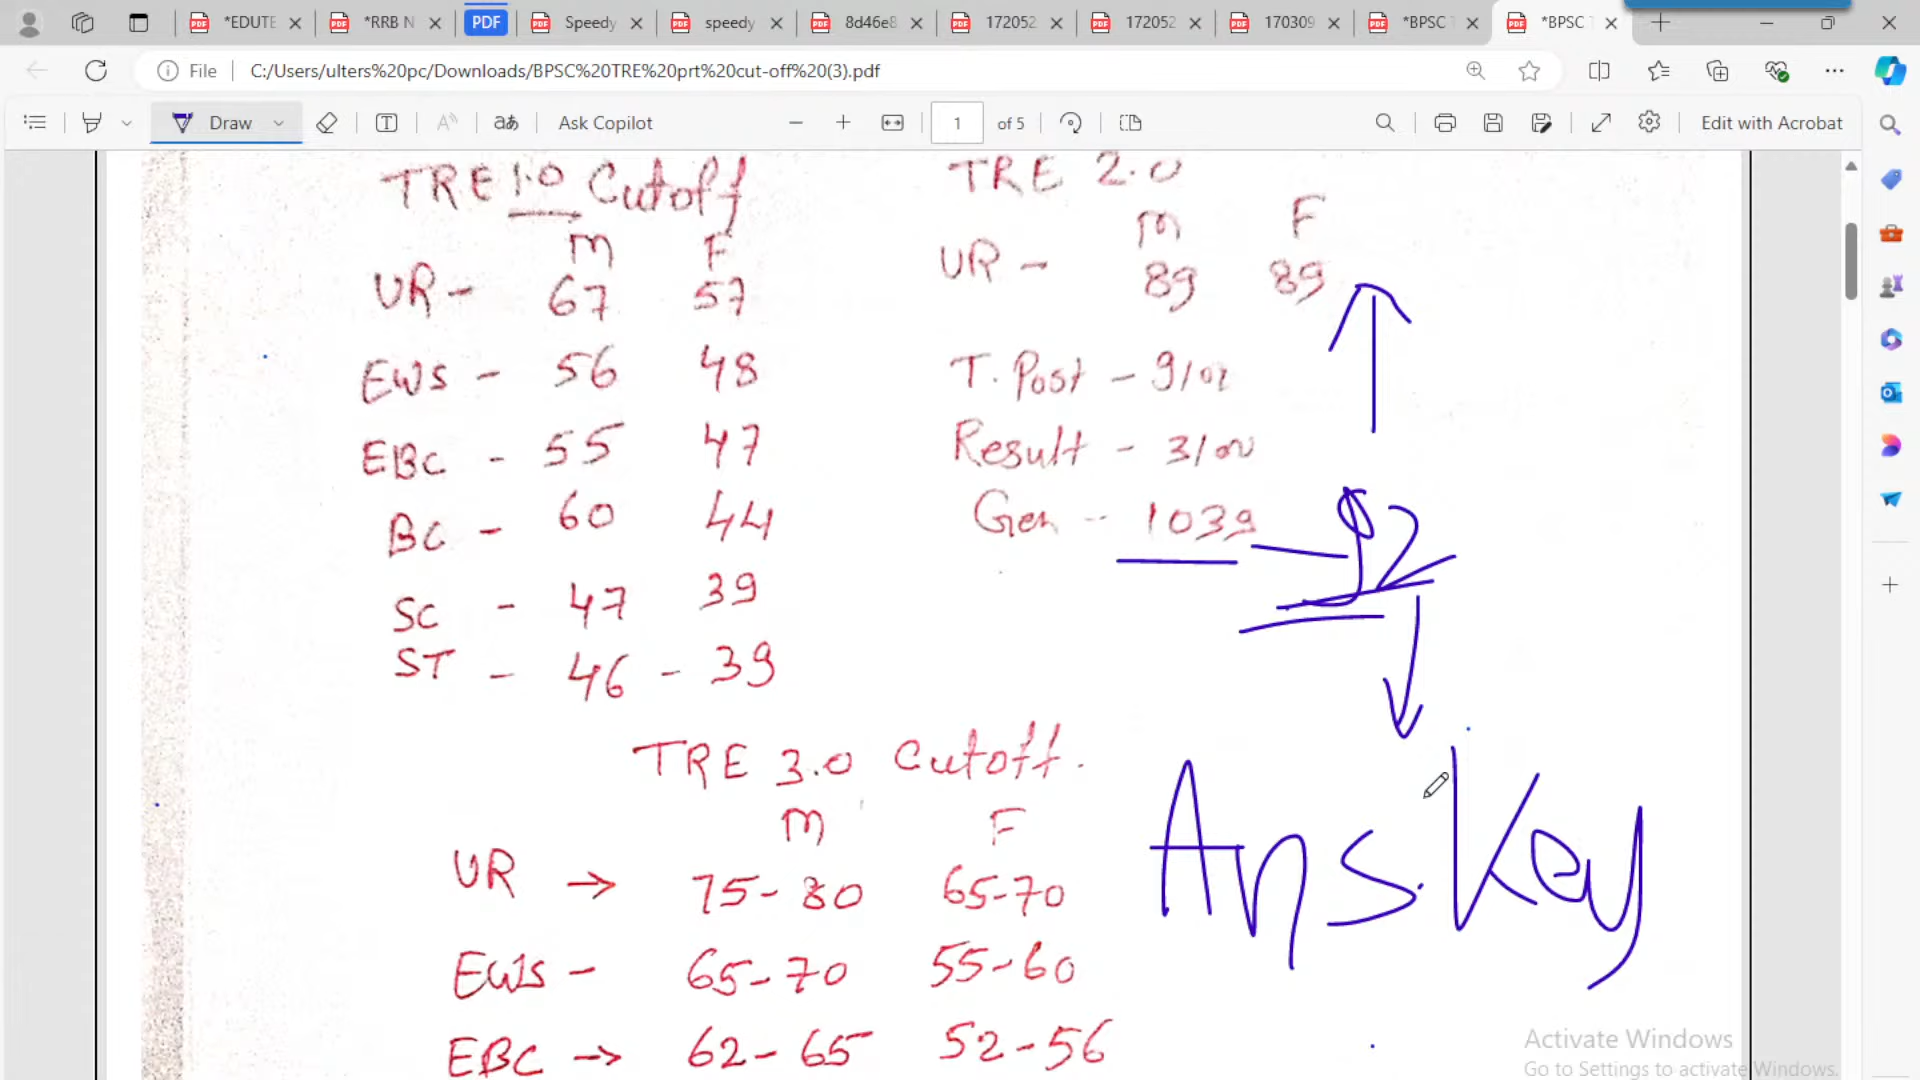 *EDUTE
*RRB N
PDF
Speedy
speedy
8d46e8
172052
172052
170309
*BPSC T
*BPSC T
File
C:/Users/ulters%20pc/Downloads/BPSC%20TRE%20prt%20cut-off%20(3).pdf
Draw
Ask Copilot
1
of 5
Edit with Acrobat
TRE 1.0 Cutoff
M F
UR - 67 57
EWS - 56 48
EBC - 55 47
BC - 60 44
SC - 47 39
ST - 46 - 39
TRE 2.0
M F
UR - 89 89
T. Post -
Result -
Gen - 1039
Ans. Key
TRE 3.0 Cutoff.
M F
UR → 75-80 65-70
EWS - 65-70 55-60
EBC → 62-65 52-56
Activate Windows
Go to Settings to activate Windows.